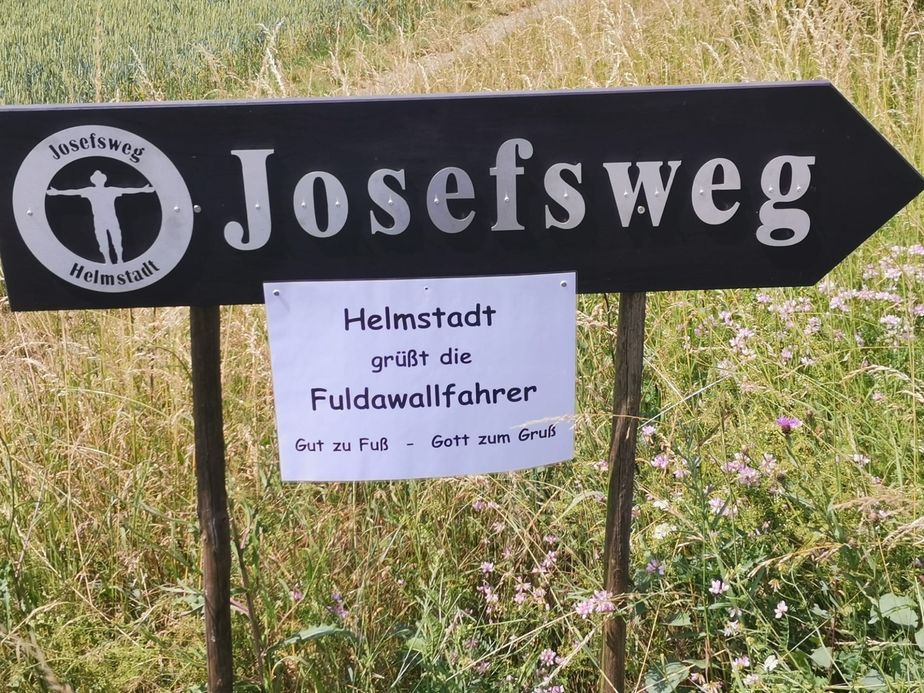 Josefsweg
Helmstadt
Josefsweg
Helmstadt
grüßt die
Fuldawallfahrer
Gut zu Fuß - Gott zum Gruß